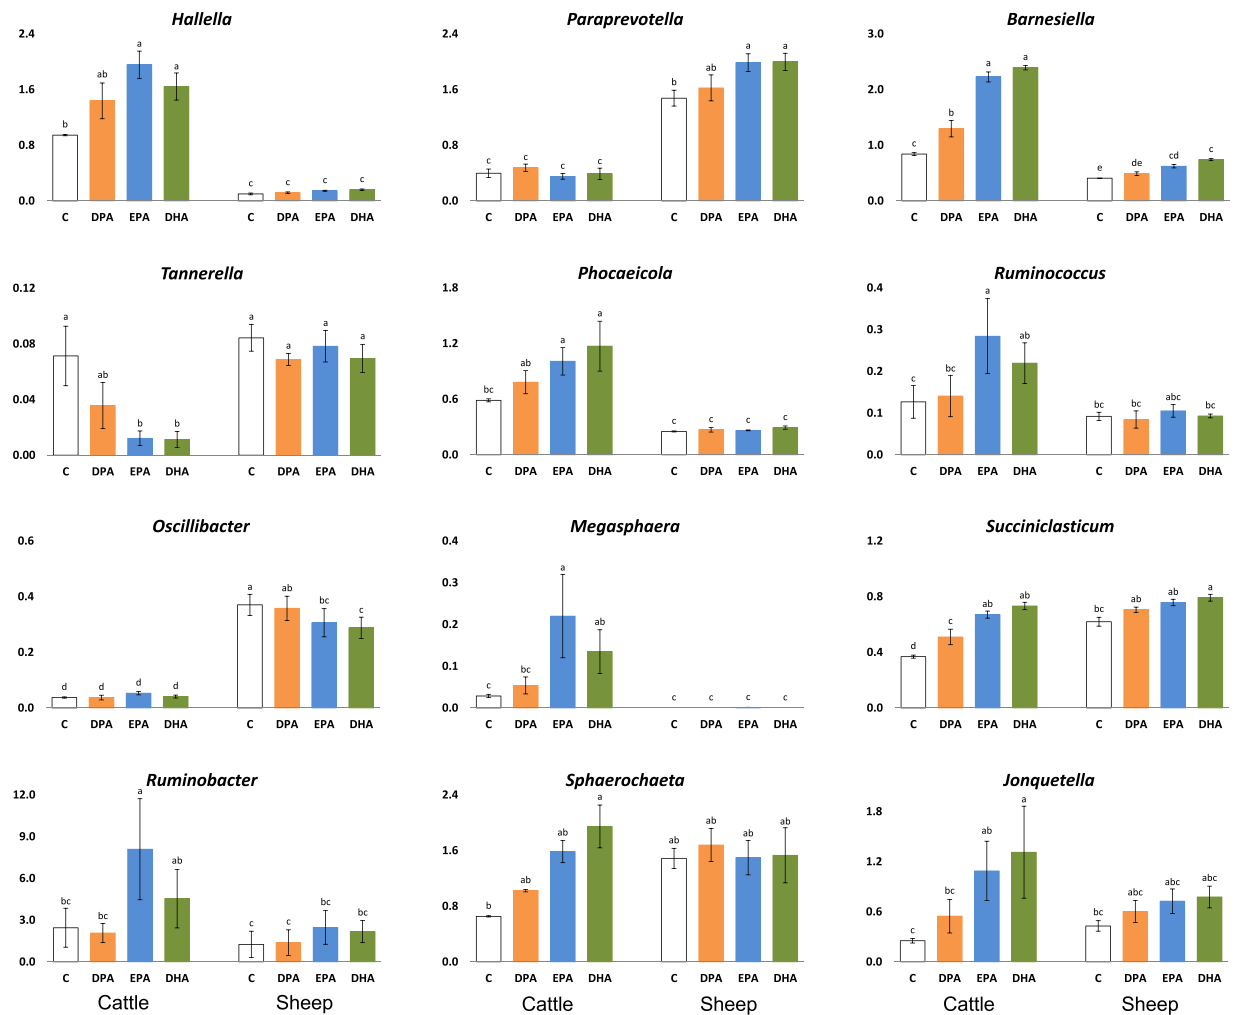 Hallella
2.4
1.6
0.8
0.0
b
ab
a
a
c
c
c
c
C DPA EPA DHA C DPA EPA DHA
Paraprevotella
2.4
1.6
0.8
0.0
c
c
c
c
b
ab
a
a
C DPA EPA DHA C DPA EPA DHA
Barnesiella
3.0
2.0
1.0
0.0
c
b
a
a
e
de
cd
c
C DPA EPA DHA C DPA EPA DHA
Tannerella
0.12
0.08
0.04
0.00
a
ab
b
b
a
a
a
a
C DPA EPA DHA C DPA EPA DHA
Phocaeicola
1.8
1.2
0.6
0.0
bc
ab
a
a
c
c
c
c
C DPA EPA DHA C DPA EPA DHA
Ruminococcus
0.4
0.3
0.2
0.1
0.0
c
bc
a
ab
bc
bc
abc
bc
C DPA EPA DHA C DPA EPA DHA
Oscillibacter
0.6
0.4
0.2
0.0
d
d
d
d
a
ab
bc
c
C DPA EPA DHA C DPA EPA DHA
Megasphaera
0.4
0.3
0.2
0.1
0.0
c
bc
a
ab
c
c
c
c
C DPA EPA DHA C DPA EPA DHA
Succiniclasticum
1.2
0.8
0.4
0.0
d
c
ab
ab
bc
ab
ab
a
C DPA EPA DHA C DPA EPA DHA
Ruminobacter
12.0
9.0
6.0
3.0
0.0
bc
bc
a
ab
c
c
bc
bc
C DPA EPA DHA C DPA EPA DHA
Cattle Sheep
Sphaerochaeta
2.4
1.6
0.8
0.0
b
ab
ab
a
ab
ab
ab
ab
C DPA EPA DHA C DPA EPA DHA
Cattle Sheep
Jonquetella
1.8
1.2
0.6
0.0
c
bc
ab
a
bc
abc
abc
abc
C DPA EPA DHA C DPA EPA DHA
Cattle Sheep